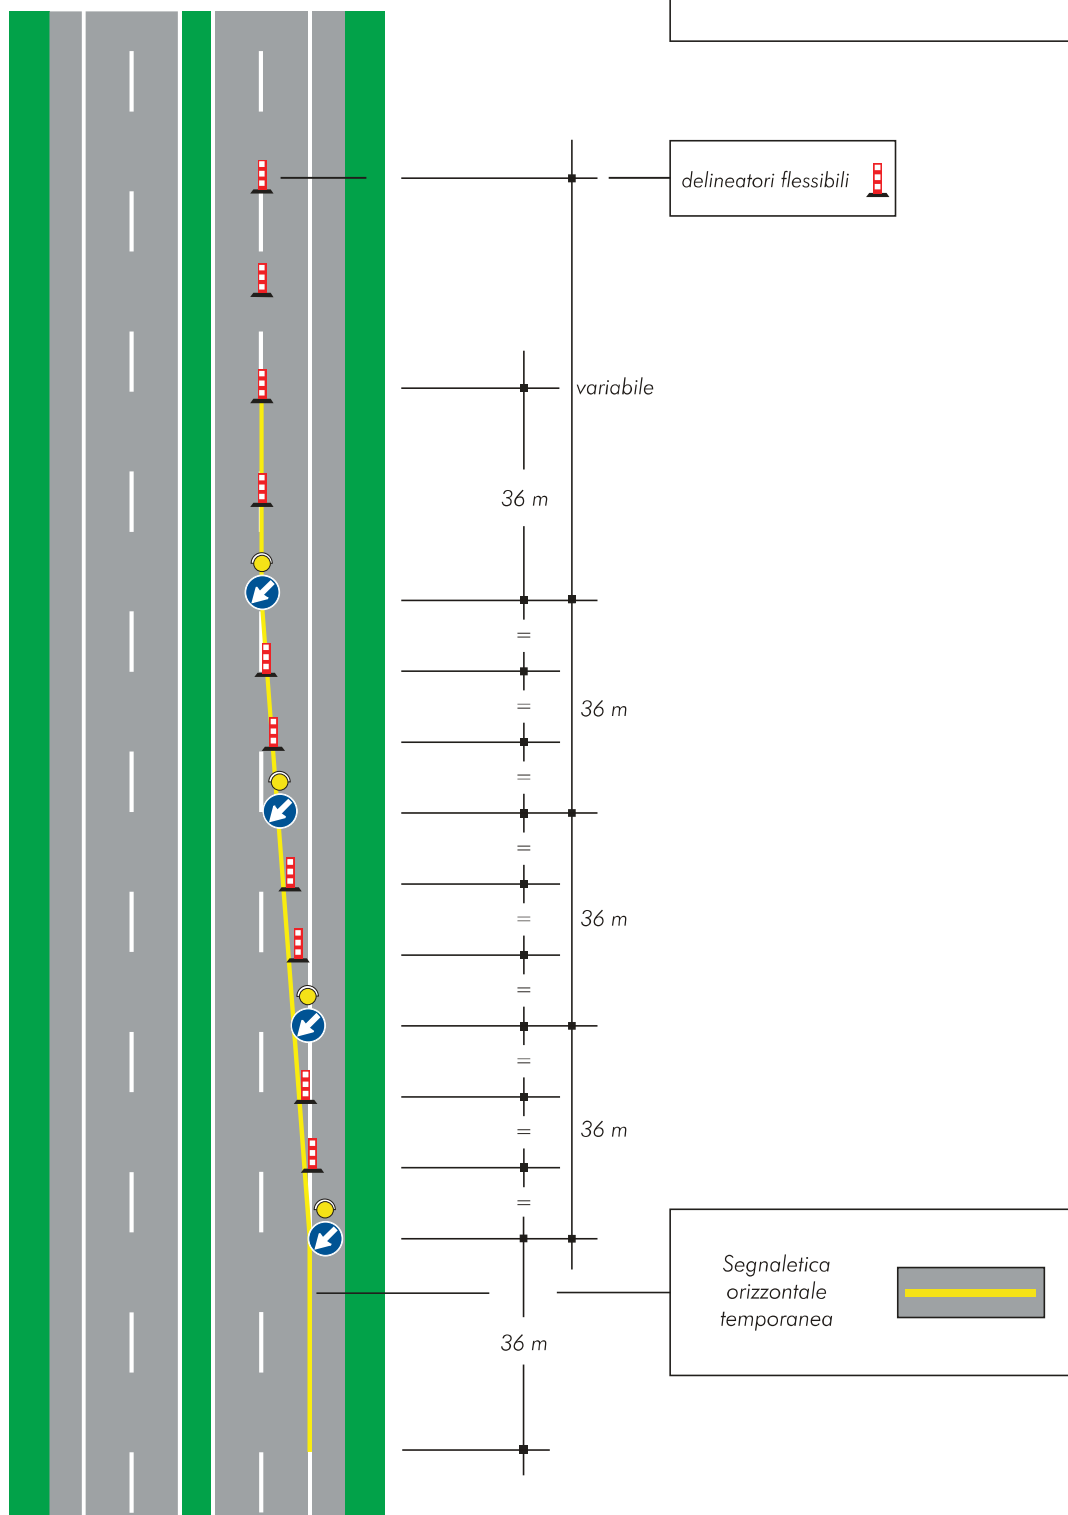 delineatori flessibili
variabile
36 m
=
36 m
=
=
=
36 m
=
=
=
36 m
=
=
Segnaletica
orizzontale
temporanea
36 m